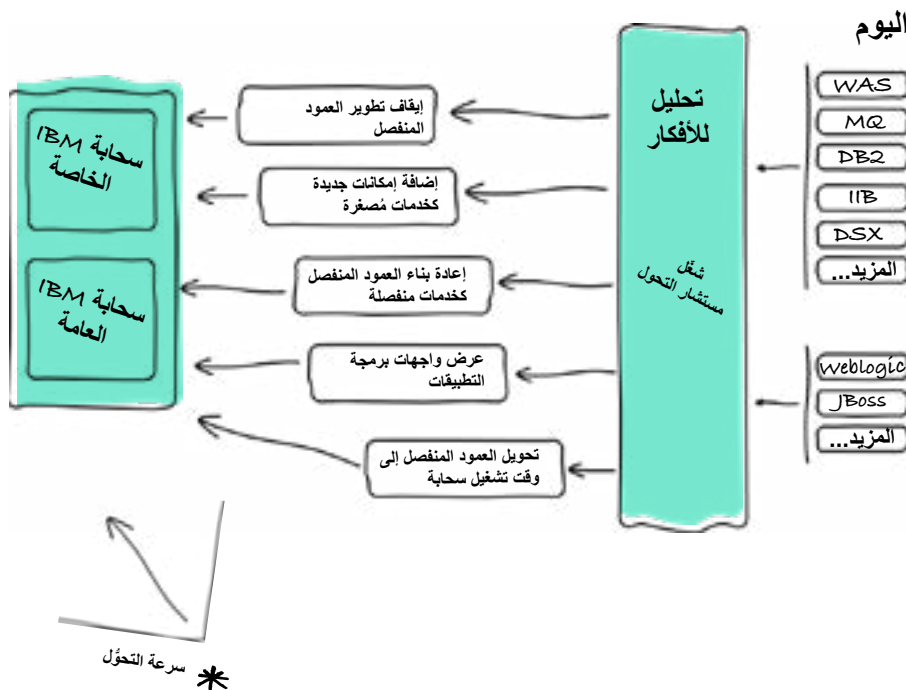 اليوم
WAS
MQ
DB2
IIB
DSX
المزيد...
Weblogic
JBoss
المزيد...
تحليل
للأفكار
شغّل
مستشار التحول
إيقاف تطوير العمود
المنفصل
إضافة إمكانات جديدة
كخدمات مُصغرة
إعادة بناء العمود المنفصل
كخدمات منفصلة
عرض واجهات برمجة
التطبيقات
تحويل العمود المنفصل إلى
وقت تشغيل سحابة
سحابة IBM
الخاصة
سحابة IBM
العامة
* سرعة التحوُّل